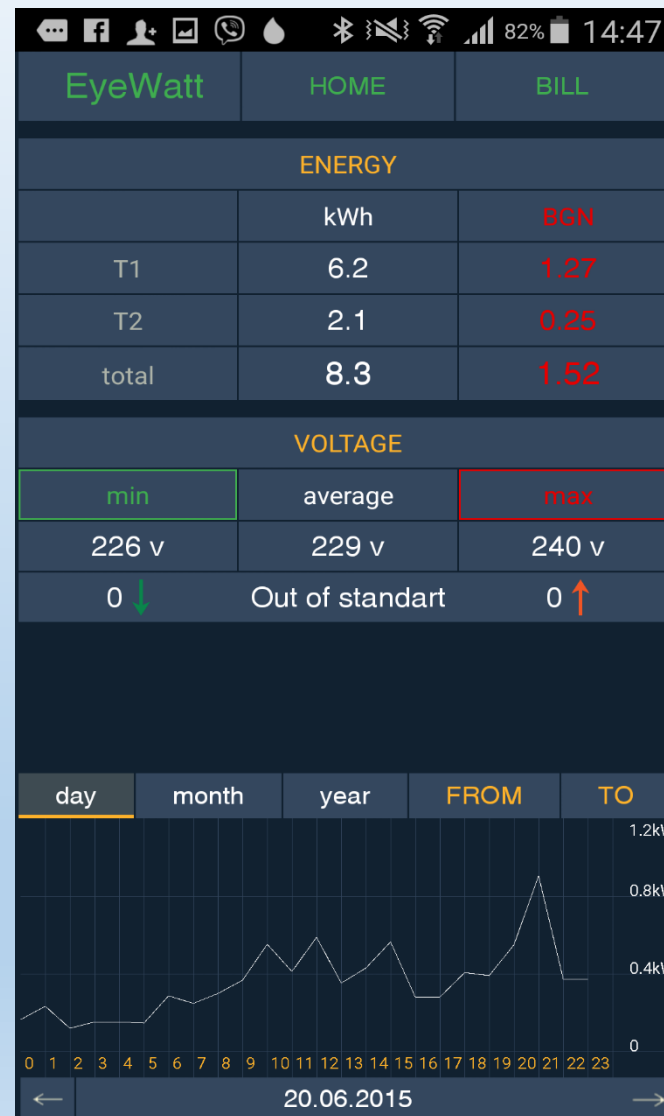 82% 14:47
EyeWatt HOME BILL
ENERGY
kWh BGN
T1 6.2 1.27
T2 2.1 0.25
total 8.3 1.52
VOLTAGE
min average max
226 v 229 v 240 v
0 Out of standart 0
day month year FROM TO
1.2kW
0.8kW
0.4kW
0
0 1 2 3 4 5 6 7 8 9 10 11 12 13 14 15 16 17 18 19 20 21 22 23
20.06.2015